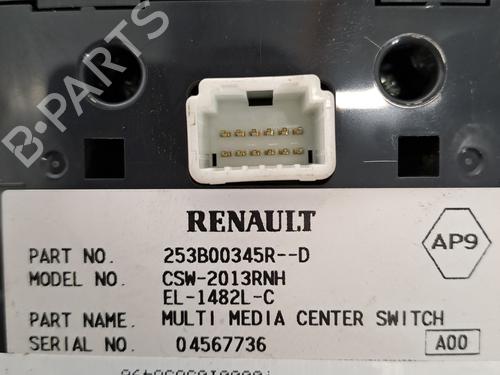 B-PARTS
RENAULT
AP9
PART NO. 253B00345R--D
MODEL NO. CSW-2013RNH
EL-1482L-C
PART NAME. MULTI MEDIA CENTER SWITCH
SERIAL NO. 04567736
A00